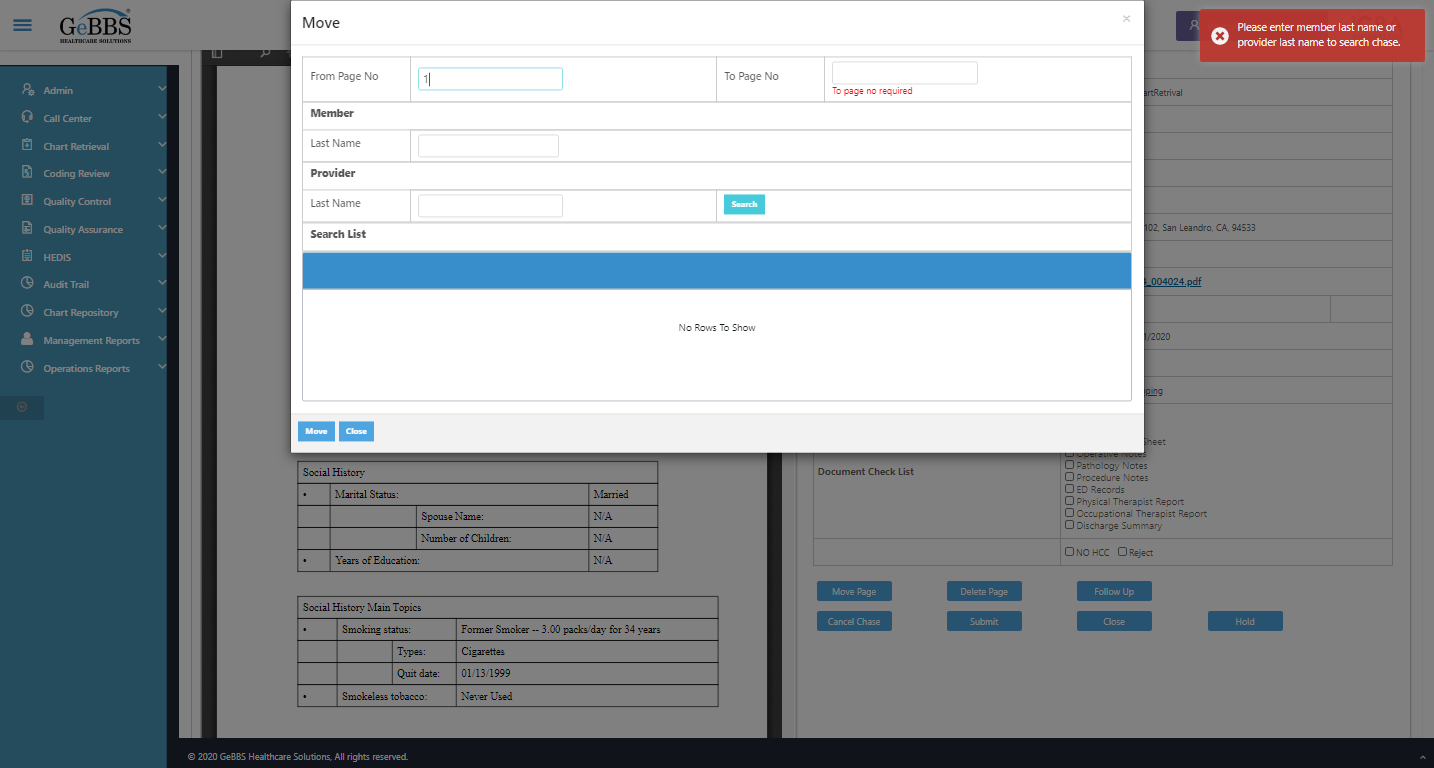 GeBBS
HEALTHCARE SOLUTIONS
Admin
Call Center
Chart Retrieval
Coding Review
Quality Control
Quality Assurance
HEDIS
Audit Trail
Chart Repository
Management Reports
Operations Reports
Move
×
From Page No
1
To Page No
To page no required
Member
Last Name
Provider
Last Name
Search
Search List
No Rows To Show
Move
Close
Please enter member last name or
provider last name to search chase.
artRetrival
102, San Leandro, CA, 94533
_004024.pdf
1/2020
ping
Sheet
Document Check List
Operative Notes
Pathology Notes
Procedure Notes
ED Records
Physical Therapist Report
Occupational Therapist Report
Discharge Summary
NO HCC Reject
Move Page
Delete Page
Follow Up
Cancel Chase
Submit
Close
Hold
Social History
• Marital Status: Married
Spouse Name: N/A
Number of Children: N/A
• Years of Education: N/A
Social History Main Topics
• Smoking status: Former Smoker -- 3.00 packs/day for 34 years
Types: Cigarettes
Quit date: 01/13/1999
• Smokeless tobacco: Never Used
© 2020 GeBBS Healthcare Solutions, All rights reserved.